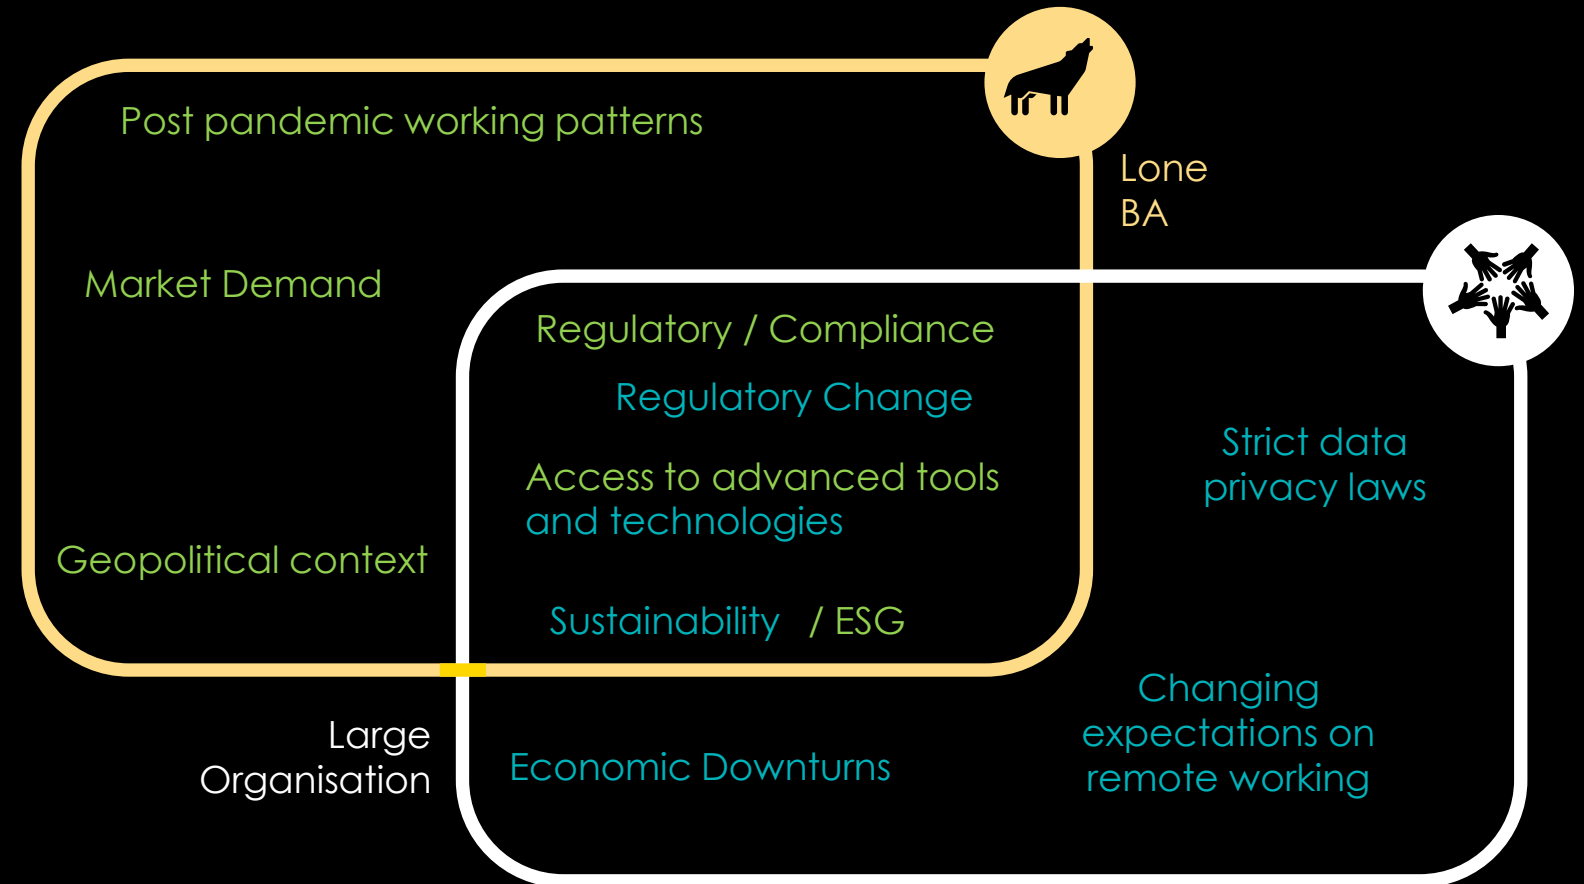 Post pandemic working patterns
Lone
BA
Market Demand
Regulatory / Compliance
Regulatory Change
Strict data
privacy laws
Access to advanced tools
and technologies
Geopolitical context
Sustainability / ESG
Changing
expectations on
remote working
Large
Organisation
Economic Downturns